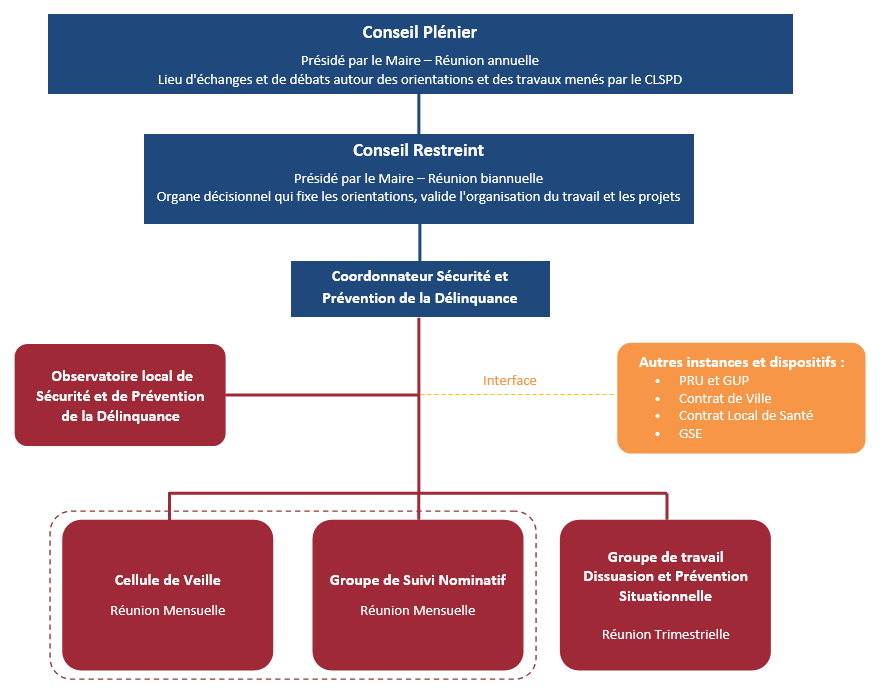 Conseil Plénier
Présidé par le Maire – Réunion annuelle
Lieu d'échanges et de débats autour des orientations et des travaux menés par le CLSPD
Conseil Restreint
Présidé par le Maire – Réunion biannuelle
Organe décisionnel qui fixe les orientations, valide l'organisation du travail et les projets
Coordonnateur Sécurité et
Prévention de la Délinquance
Observatoire local de
Sécurité et de Prévention
de la Délinquance
Interface
Autres instances et dispositifs :
• PRU et GUP
• Contrat de Ville
• Contrat Local de Santé
• GSE
Cellule de Veille
Réunion Mensuelle
Groupe de Suivi Nominatif
Réunion Mensuelle
Groupe de travail
Dissuasion et Prévention
Situationnelle
Réunion Trimestrielle